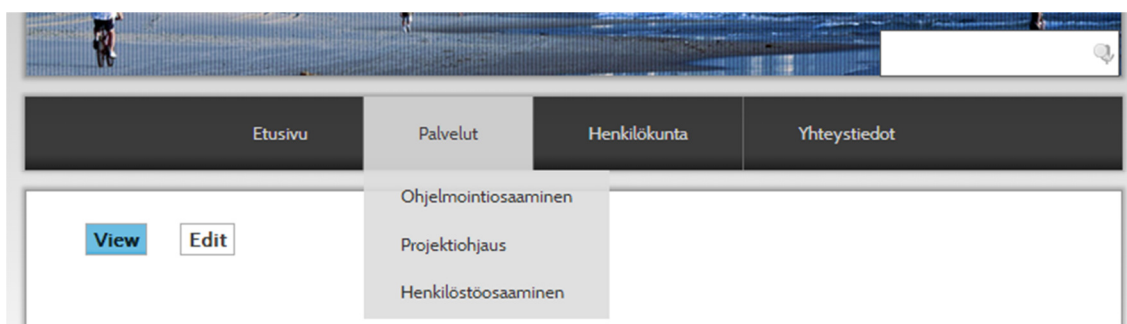 Etusivu Palvelut Henkilökunta Yhteystiedot
Ohjelmointiosaaminen
View Edit Projektiohjaus
Henkilöstöosaaminen